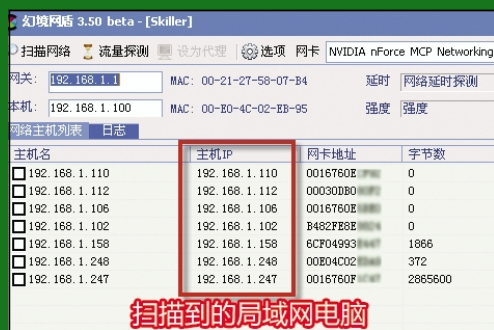 幻境网盾 3.50 beta - [Skiller]
扫描网络 流量探测 设为代理 选项 网卡 NVIDIA nForce MCP Networking
网关: 192.168.1.1 MAC: 00-21-27-58-07-B4 延时 网络延时探测
本机: 192.168.1.100 MAC: 00-E0-4C-02-EB-95 强度 强度
网络主机列表 日志
主机名 主机IP 网卡地址 字节数
192.168.1.110 192.168.1.110 0016760E 0
192.168.1.112 192.168.1.112 00030DB0 0
192.168.1.106 192.168.1.106 0016760E 0
192.168.1.102 192.168.1.102 B482FE8E 0
192.168.1.158 192.168.1.158 6CF04993 1866
192.168.1.248 192.168.1.248 00E04C02 372
192.168.1.247 192.168.1.247 0016760F 2865600
扫描到的局域网电脑